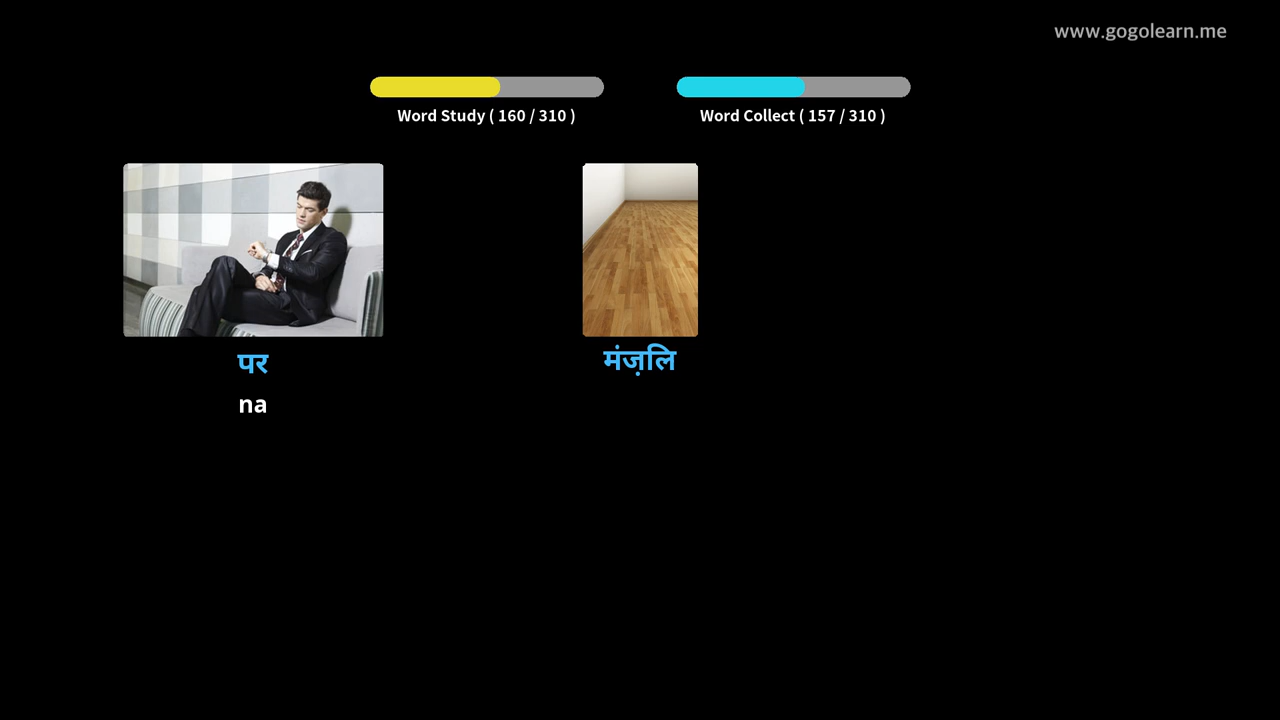 www.gogolearn.me
Word Study ( 160 / 310 )
Word Collect ( 157 / 310 )
पर
मंज़लि
na